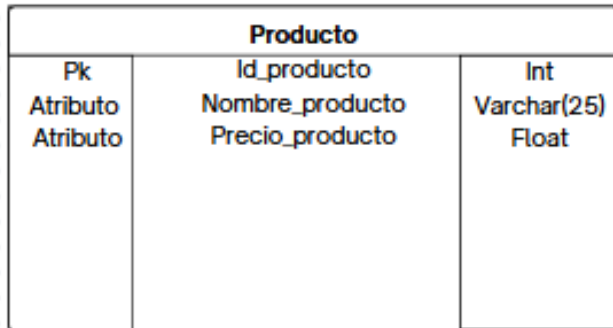 Producto
Pk Id_producto Int
Atributo Nombre_producto Varchar(25)
Atributo Precio_producto Float